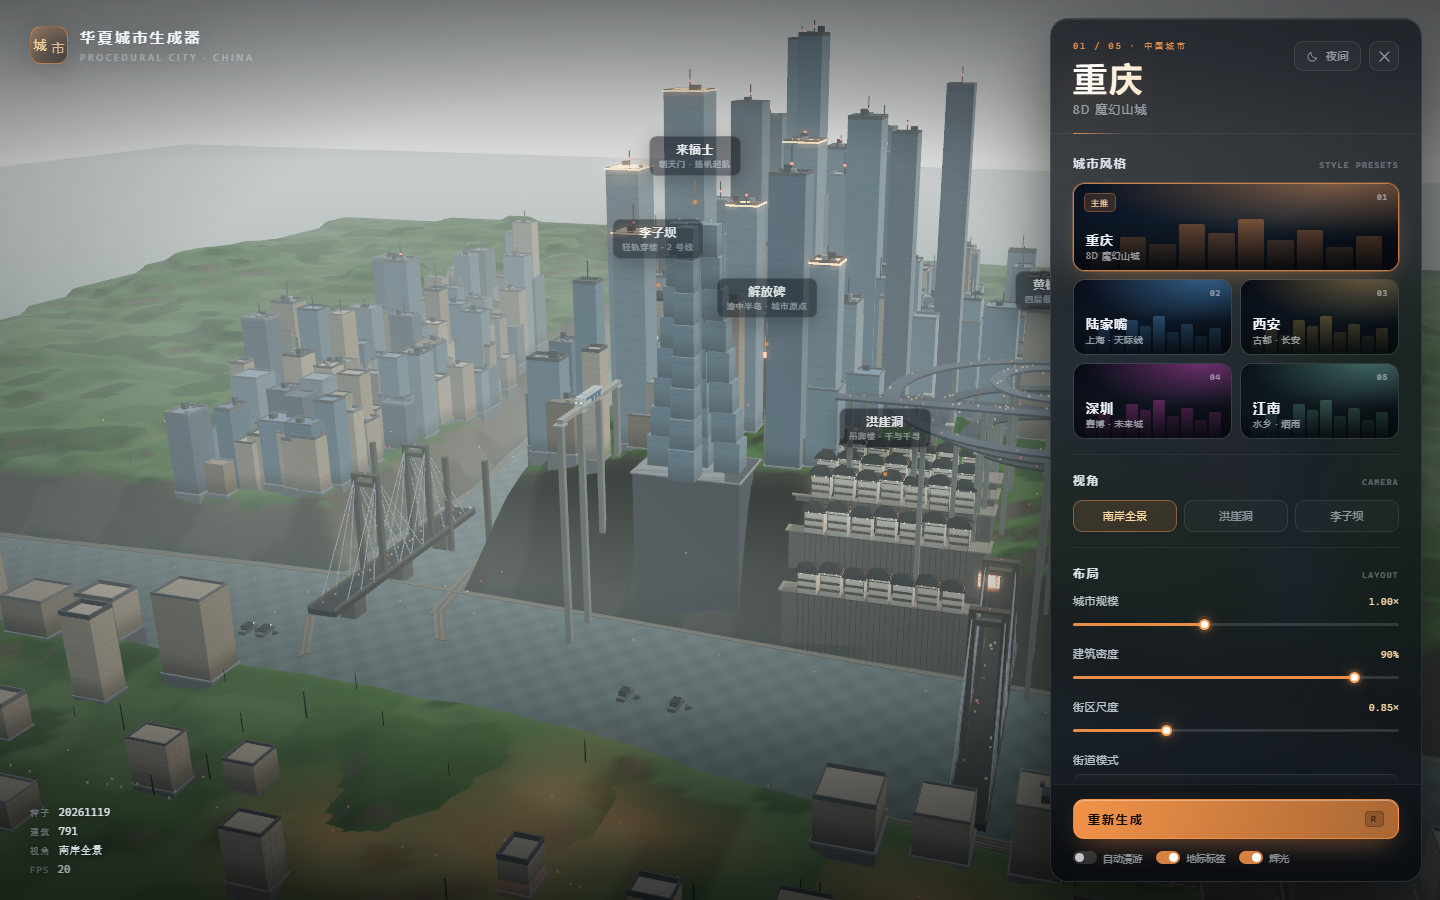 城市
华夏城市生成器
PROCEDURAL CITY · CHINA
来福士
朝天门 · 扬帆起航
李子坝
轻轨穿楼 · 2 号线
解放碑
渝中半岛 · 城市原点
洪崖洞
吊脚楼 · 千与千寻
种子 20261119
建筑 791
视角 南岸全景
FPS 20
01 / 05 · 中国城市
重庆
8D 魔幻山城
夜间
城市风格
STYLE PRESETS
主推
01
重庆
8D 魔幻山城
02
陆家嘴
上海 · 天际线
03
西安
古都 · 长安
04
深圳
赛博 · 未来城
05
江南
水乡 · 烟雨
视角
CAMERA
南岸全景
洪崖洞
李子坝
布局
LAYOUT
城市规模
1.00×
建筑密度
90%
街区尺度
0.85×
街道模式
重新生成
R
自动漫游
地标标签
辉光